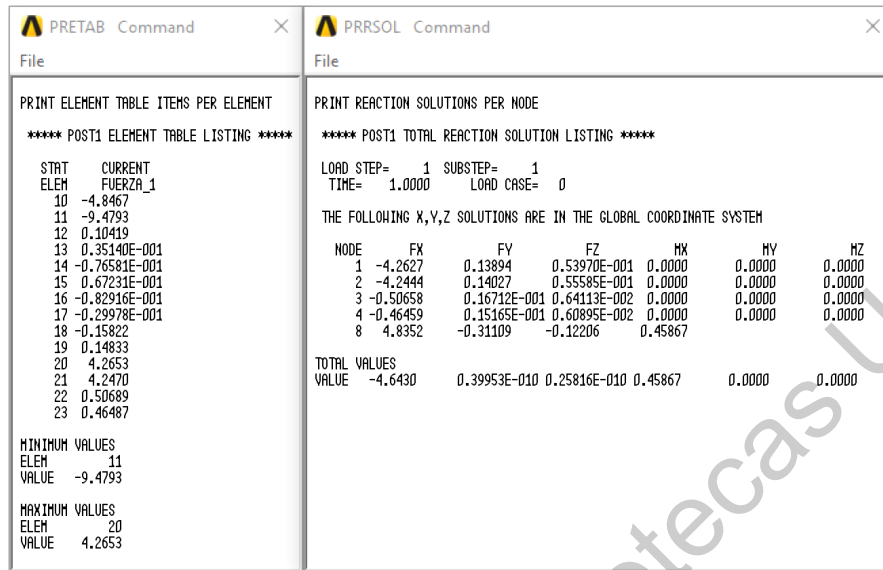 PRETAB Command
File
PRINT ELEMENT TABLE ITEMS PER ELEMENT
***** POST1 ELEMENT TABLE LISTING *****
STAT CURRENT
ELEM FUERZA_1
10 -4.8467
11 -9.4793
12 0.10419
13 0.35140E-001
14 -0.76581E-001
15 0.67231E-001
16 -0.82916E-001
17 -0.29978E-001
18 -0.15822
19 0.14833
20 4.2653
21 4.2470
22 0.50689
23 0.46487
MINIMUM VALUES
ELEM 11
VALUE -9.4793
MAXIMUM VALUES
ELEM 20
VALUE 4.2653
PRRSOL Command
File
PRINT REACTION SOLUTIONS PER NODE
***** POST1 TOTAL REACTION SOLUTION LISTING *****
LOAD STEP= 1 SUBSTEP= 1
TIME= 1.0000 LOAD CASE= 0
THE FOLLOWING X,Y,Z SOLUTIONS ARE IN THE GLOBAL COORDINATE SYSTEM
NODE FX FY FZ MX MY MZ
1 -4.2627 0.13894 0.53970E-001 0.0000 0.0000 0.0000
2 -4.2444 0.14027 0.55585E-001 0.0000 0.0000 0.0000
3 -0.50658 0.16712E-001 0.64113E-002 0.0000 0.0000 0.0000
4 -0.46459 0.15165E-001 0.60895E-002 0.0000 0.0000 0.0000
8 4.8352 -0.31109 -0.12206 0.45867
TOTAL VALUES
VALUE -4.6430 0.39953E-010 0.25816E-010 0.45867 0.0000 0.0000